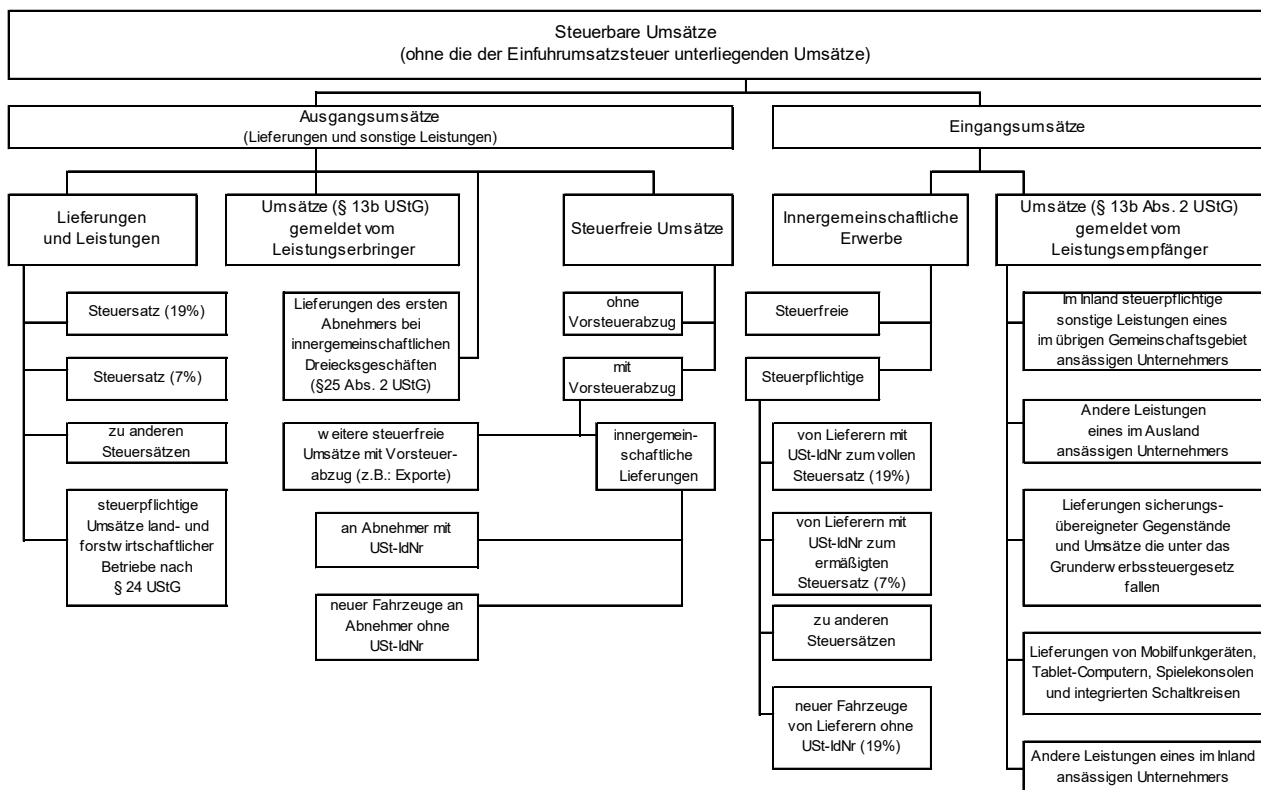 Steuerbare Umsätze
(ohne die der Einfuhrumsatzsteuer unterliegenden Umsätze)
Ausgangsumsätze
(Lieferungen und sonstige Leistungen)
Eingangsumsätze
Lieferungen
und Leistungen
Umsätze (§ 13b UStG)
gemeldet vom
Leistungserbringer
Steuerfreie Umsätze
Innergemeinschaftliche
Erwerbe
Umsätze (§ 13b Abs. 2 UStG)
gemeldet vom
Leistungsempfänger
Steuersatz (19%)
Steuersatz (7%)
zu anderen
Steuersätzen
steuerpflichtige
Umsätze land- und
forstwirtschaftlicher
Betriebe nach
§ 24 UStG
Lieferungen des ersten
Abnehmers bei
innergemeinschaftlichen
Dreiecksgeschäften
(§25 Abs. 2 UStG)
ohne
Vorsteuerabzug
mit
Vorsteuerabzug
weitere steuerfreie
Umsätze mit Vorsteuer-
abzug (z.B.: Exporte)
innergemein-
schaftliche
Lieferungen
an Abnehmer mit
USt-IdNr
neuer Fahrzeuge an
Abnehmer ohne
USt-IdNr
Steuerfreie
Steuerpflichtige
von Lieferern mit
USt-IdNr zum vollen
Steuersatz (19%)
von Lieferern mit
USt-IdNr zum
ermäßigten
Steuersatz (7%)
zu anderen
Steuersätzen
neuer Fahrzeuge
von Lieferern ohne
USt-IdNr (19%)
Im Inland steuerpflichtige
sonstige Leistungen eines
im übrigen Gemeinschaftsgebiet
ansässigen Unternehmers
Andere Leistungen
eines im Ausland
ansässigen Unternehmers
Lieferungen sicherungs-
übereigneter Gegenstände
und Umsätze die unter das
Grunderwerbssteuergesetz
fallen
Lieferungen von Mobilfunkgeräten,
Tablet-Computern, Spielekonsolen
und integrierten Schaltkreisen
Andere Leistungen eines im Inland
ansässigen Unternehmers